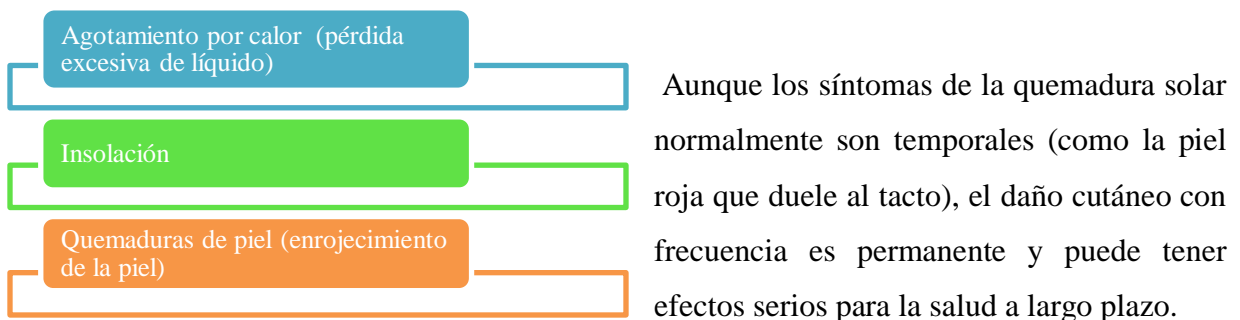 Agotamiento por calor (pérdida
excesiva de líquido)
Insolación
Quemaduras de piel (enrojecimiento
de la piel)
Aunque los síntomas de la quemadura solar
normalmente son temporales (como la piel
roja que duele al tacto), el daño cutáneo con
frecuencia es permanente y puede tener
efectos serios para la salud a largo plazo.